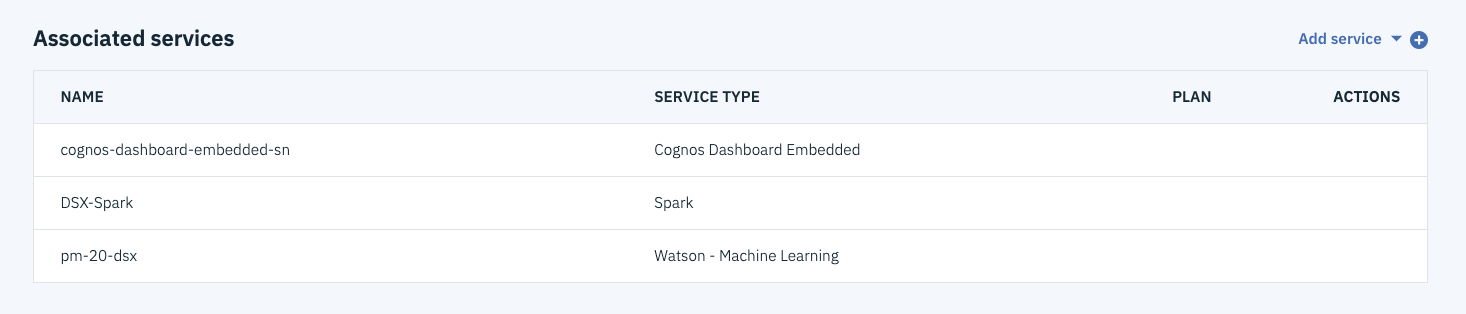 Associated services
Add service
NAME SERVICE TYPE PLAN ACTIONS
cognos-dashboard-embedded-sn Cognos Dashboard Embedded
DSX-Spark Spark
pm-20-dsx Watson - Machine Learning